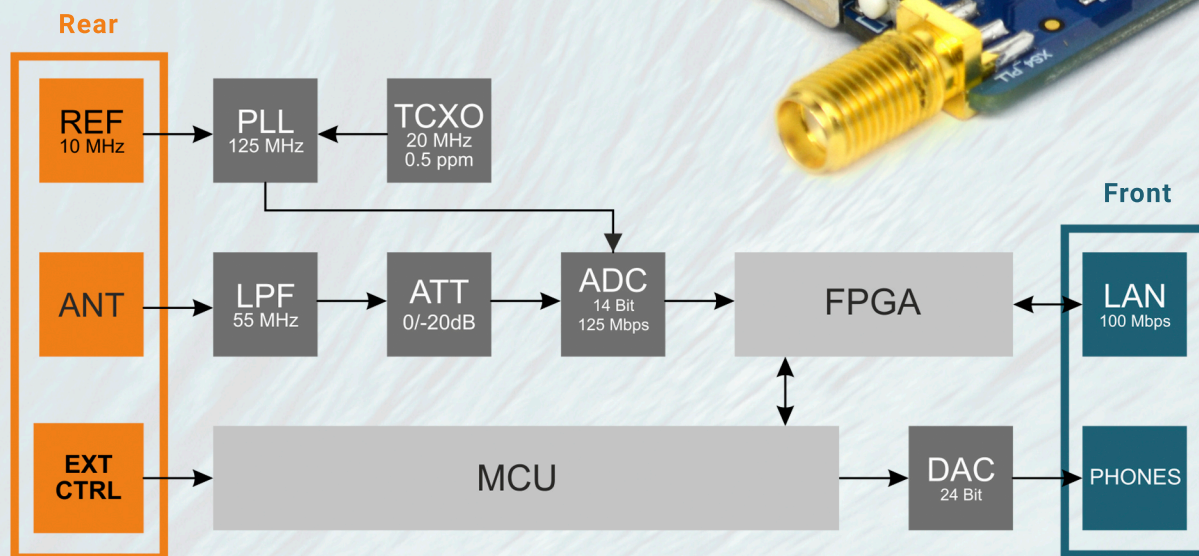 Rear
REF
10 MHz
PLL
125 MHz
TCXO
20 MHz
0.5 ppm
XS4_PLL
Front
ANT
LPF
55 MHz
ATT
0/-20dB
ADC
14 Bit
125 Mbps
FPGA
LAN
100 Mbps
EXT
CTRL
MCU
DAC
24 Bit
PHONES